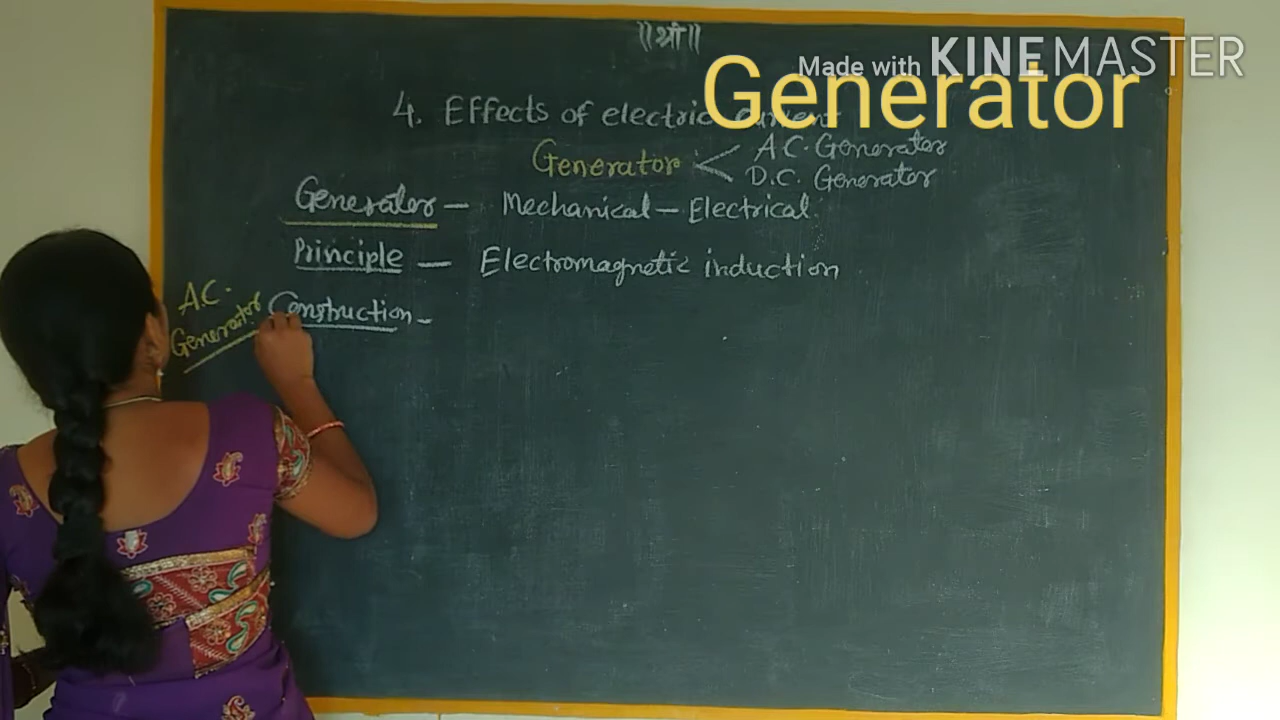 ||श्री||
Made with KINEMASTER
Generator
4. Effects of electric current
Generator < A.C. Generator
D.C. Generator
Generator - Mechanical - Electrical
Principle - Electromagnetic induction
A.C. Generator
Construction -